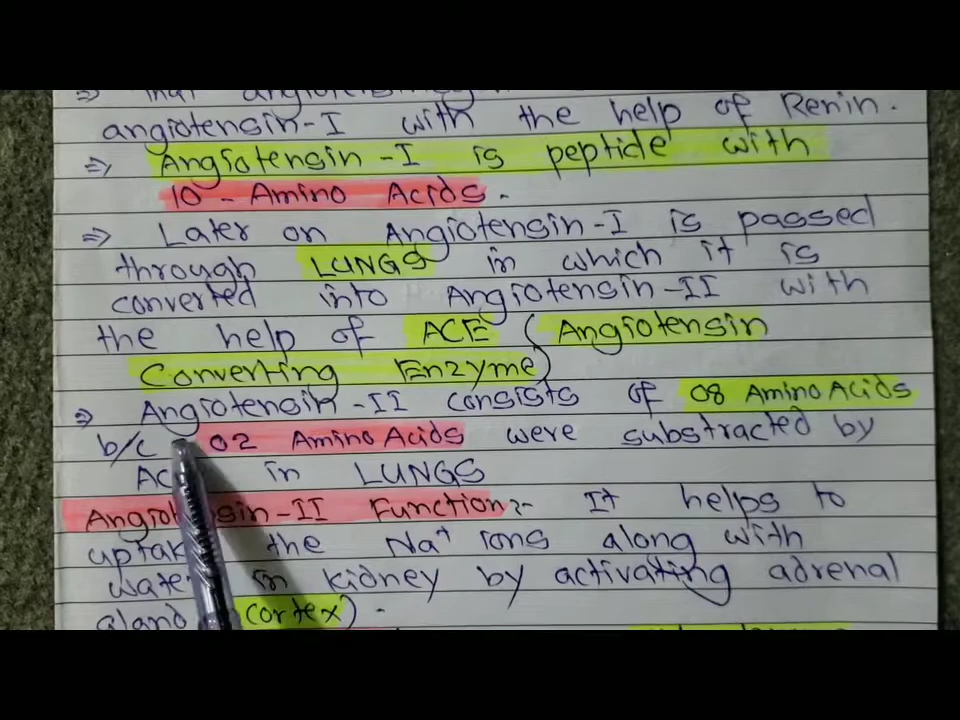 angiotensin-I with the help of Renin.
⇒ Angiotensin-I is peptide with
10-Amino Acids.
⇒ Later on Angiotensin-I is passed
through LUNGS in which it is
converted into Angiotensin-II with
the help of ACE (Angiotensin
Converting Enzyme)
⇒ Angiotensin-II consists of 08 Amino Acids
b/c 02 Amino Acids were substracted by
in LUNGS
-II Function:- It helps to
the Na+ ions along with
in kidney by activating adrenal
gland cortex).